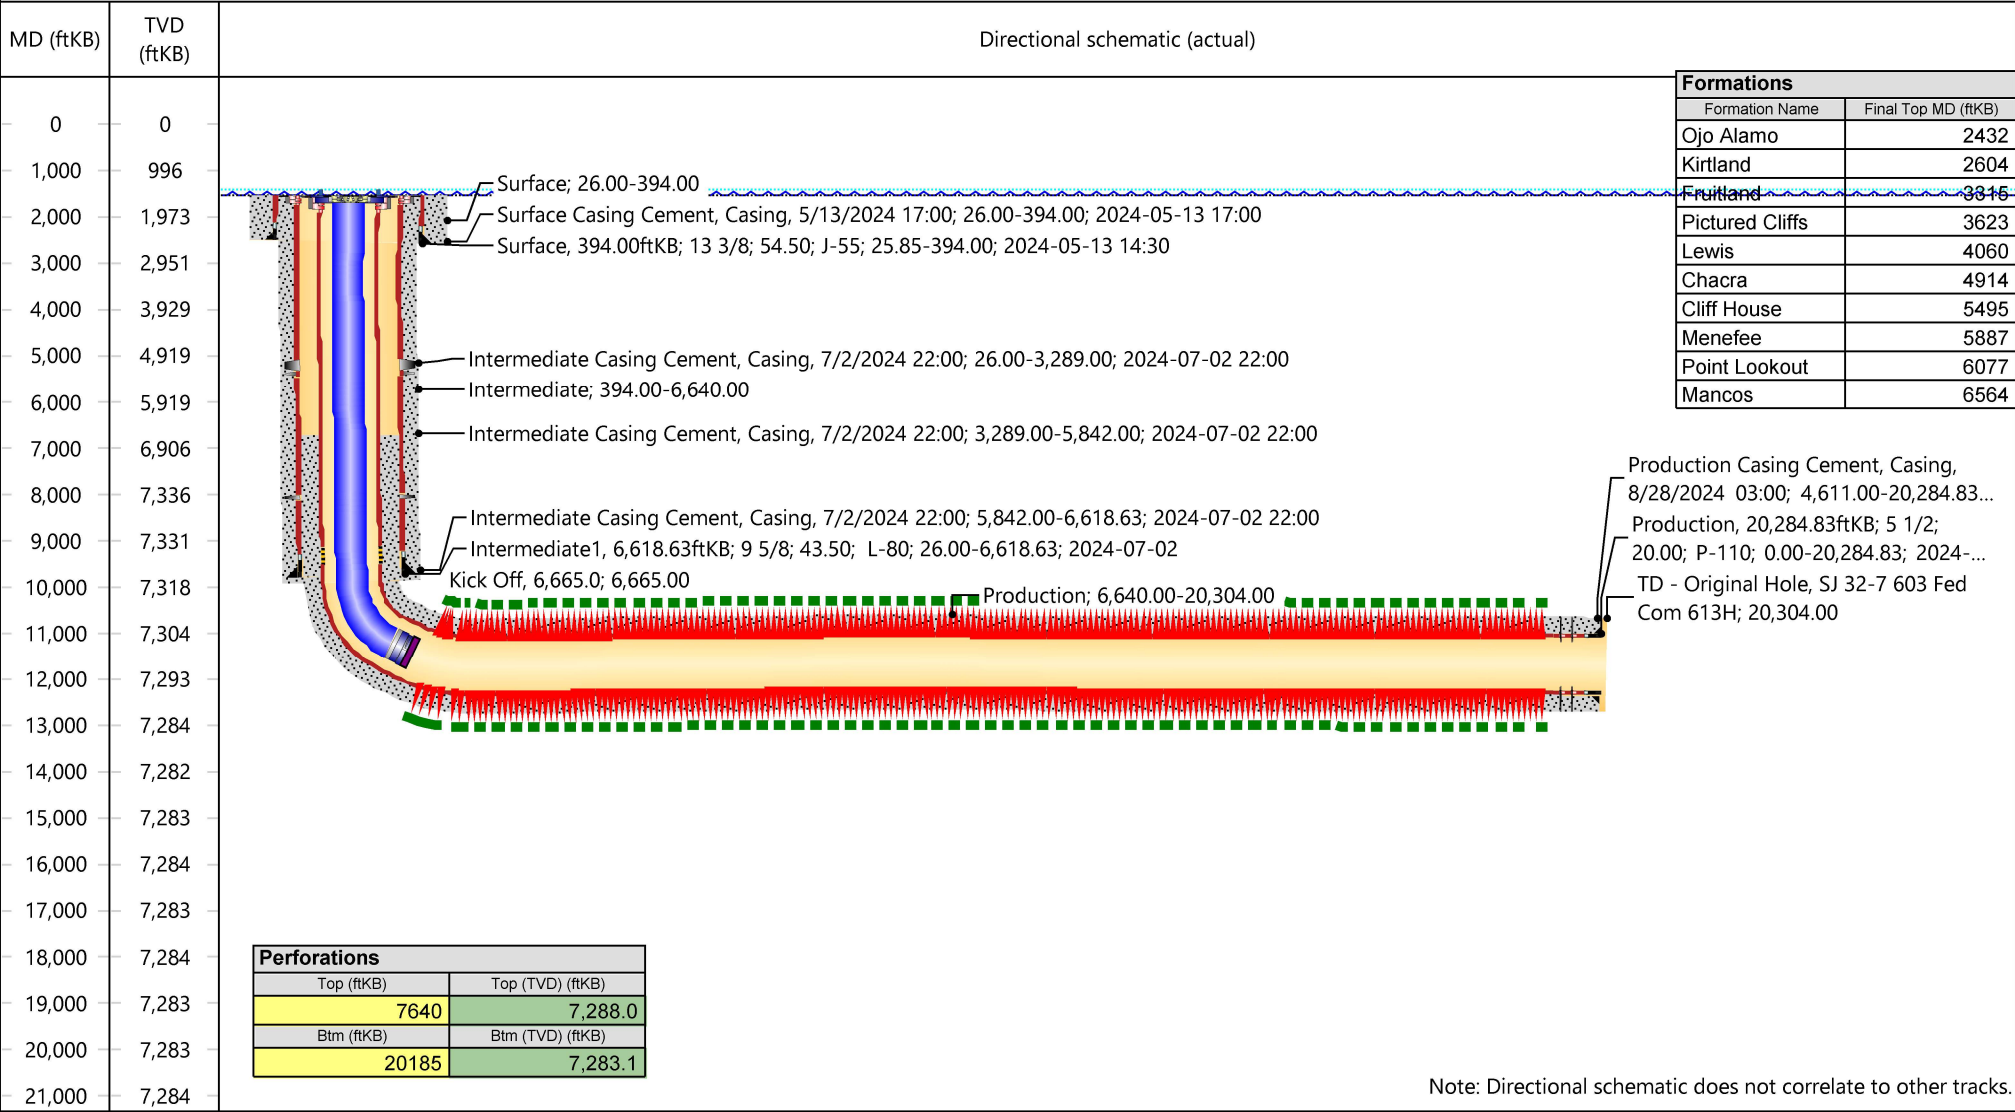 MD (ftKB)
TVD
(ftKB)
Directional schematic (actual)
0 0
1,000 996
2,000 1,973
3,000 2,951
4,000 3,929
5,000 4,919
6,000 5,919
7,000 6,906
8,000 7,336
9,000 7,331
10,000 7,318
11,000 7,304
12,000 7,293
13,000 7,284
14,000 7,282
15,000 7,283
16,000 7,284
17,000 7,283
18,000 7,284
19,000 7,283
20,000 7,283
21,000 7,284
Surface; 26.00-394.00
Surface Casing Cement, Casing, 5/13/2024 17:00; 26.00-394.00; 2024-05-13 17:00
Surface, 394.00ftKB; 13 3/8; 54.50; J-55; 25.85-394.00; 2024-05-13 14:30
Intermediate Casing Cement, Casing, 7/2/2024 22:00; 26.00-3,289.00; 2024-07-02 22:00
Intermediate; 394.00-6,640.00
Intermediate Casing Cement, Casing, 7/2/2024 22:00; 3,289.00-5,842.00; 2024-07-02 22:00
Intermediate Casing Cement, Casing, 7/2/2024 22:00; 5,842.00-6,618.63; 2024-07-02 22:00
Intermediate1, 6,618.63ftKB; 9 5/8; 43.50; L-80; 26.00-6,618.63; 2024-07-02
Kick Off, 6,665.0; 6,665.00
Production; 6,640.00-20,304.00
Production Casing Cement, Casing,
8/28/2024 03:00; 4,611.00-20,284.83...
Production, 20,284.83ftKB; 5 1/2;
20.00; P-110; 0.00-20,284.83; 2024-...
TD - Original Hole, SJ 32-7 603 Fed
Com 613H; 20,304.00
Formations
Formation Name Final Top MD (ftKB)
Ojo Alamo 2432
Kirtland 2604
Fruitland 3315
Pictured Cliffs 3623
Lewis 4060
Chacra 4914
Cliff House 5495
Menefee 5887
Point Lookout 6077
Mancos 6564
Perforations
Top (ftKB) Top (TVD) (ftKB)
7640 7,288.0
Btm (ftKB) Btm (TVD) (ftKB)
20185 7,283.1
Note: Directional schematic does not correlate to other tracks.